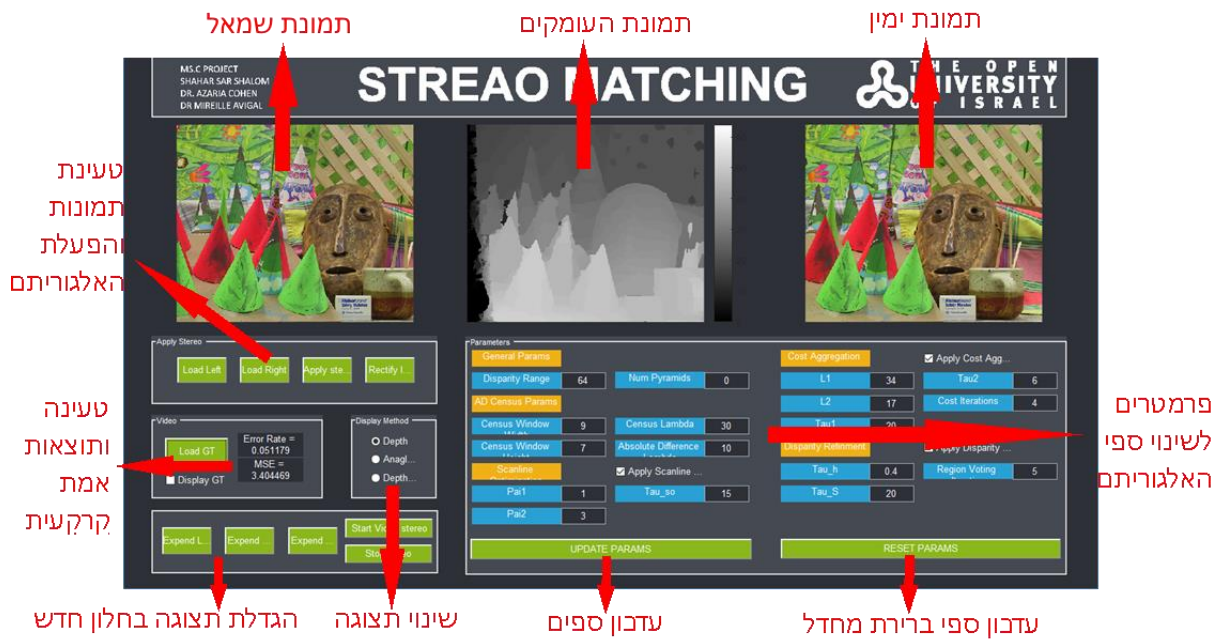 תמונת שמאל
תמונת העומקים
תמונת ימין
MS.C PROJECT
SHAHAR SAR SHALOM
DR. AZARIA COHEN
DR MIREILLE AVIGAL
STREAO MATCHING
THE OPEN
UNIVERSITY
OF ISRAEL
טעינת
תמונות
והפעלת
האלגוריתם
Apply Stereo
Load Left
Load Right
Apply ste...
Rectify I...
Video
Load GT
Error Rate =
0.051179
MSE =
3.404469
Display GT
Display Method
Depth
Anagl...
Depth...
Expend L...
Expend ...
Expend ...
Start Video stereo
טעינה
ותוצאות
אמת
קרקעית
Parameters
General Params
Disparity Range 64
Num Pyramids 0
AD Census Params
Census Window
9
Census Lambda 30
Census Window
7
Absolute Difference
10
Scanline
Apply Scanline ...
Pai1 1
Tau_so 15
Pai2 3
Cost Aggregation
Apply Cost Agg...
L1 34
Tau2 6
L2 17
Cost Iterations 4
Tau1 20
Disparity Refinment
Apply Disparity ...
Tau_h 0.4
Region Voting
5
Tau_S 20
UPDATE PARAMS
RESET PARAMS
פרמטרים
לשינוי ספי
האלגוריתם
הגדלת תצוגה בחלון חדש
שינוי תצוגה
עדכון ספים
עדכון ספי ברירת מחדל